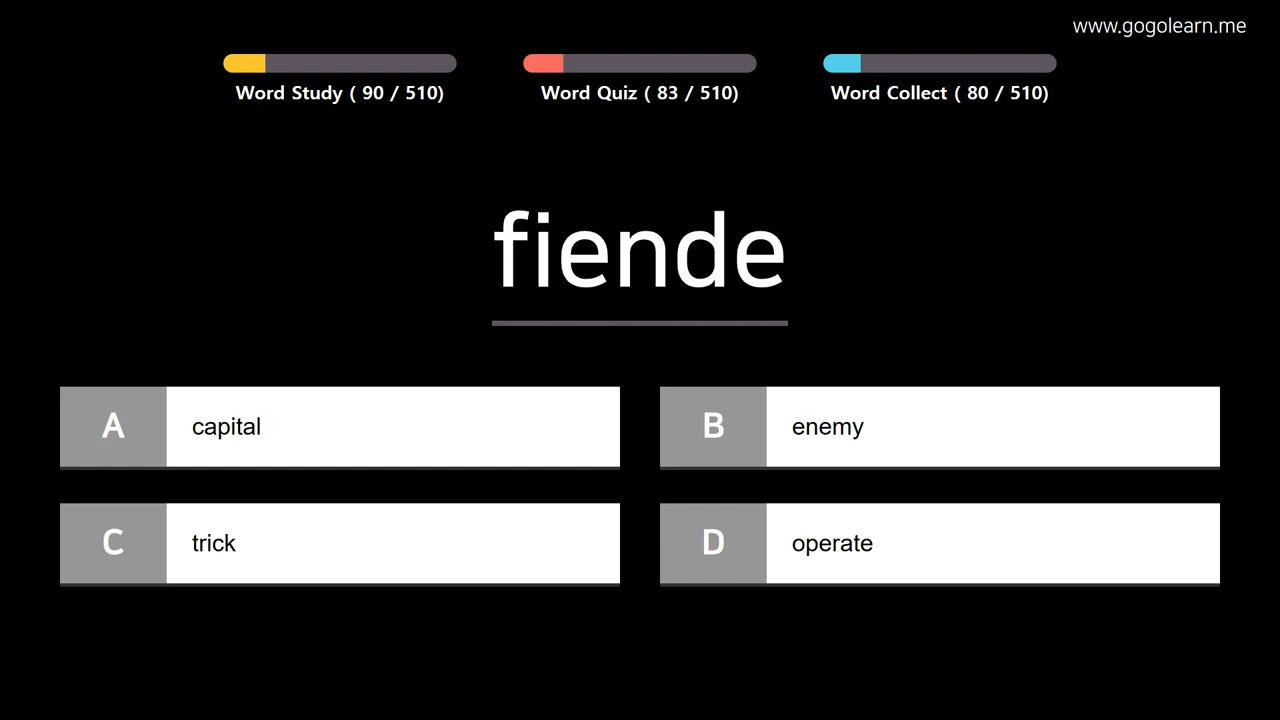 www.gogolearn.me
Word Study ( 90 / 510)
Word Quiz ( 83 / 510)
Word Collect ( 80 / 510)
fiende
A capital
B enemy
C trick
D operate